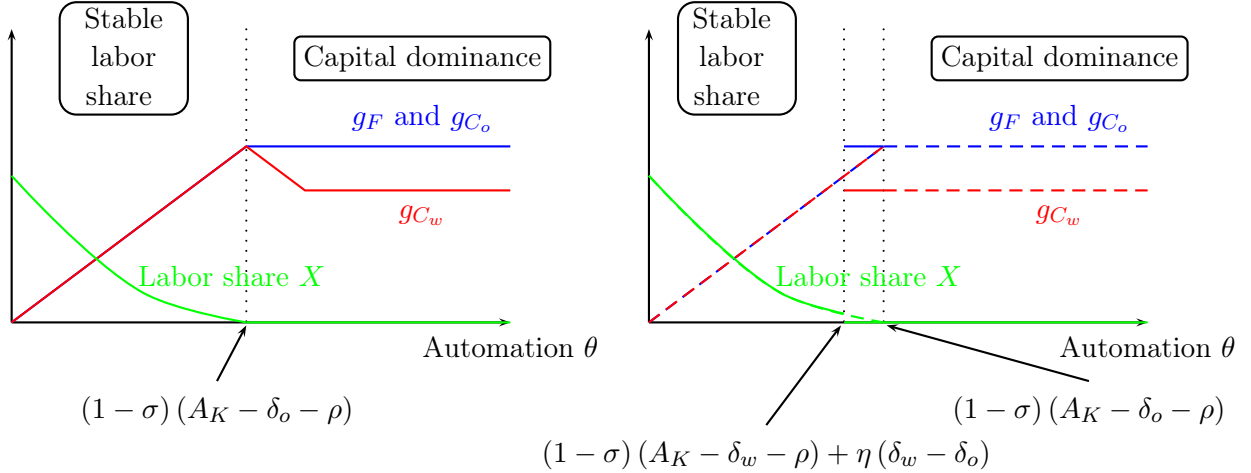 Stable
labor
share
Capital dominance
g_F and g_{C_o}
g_{C_w}
Labor share X
Automation θ
(1 − σ) (A_K − δ_o − ρ)
Stable
labor
share
Capital dominance
g_F and g_{C_o}
g_{C_w}
Labor share X
Automation θ
(1 − σ) (A_K − δ_o − ρ)
(1 − σ) (A_K − δ_w − ρ) + η (δ_w − δ_o)